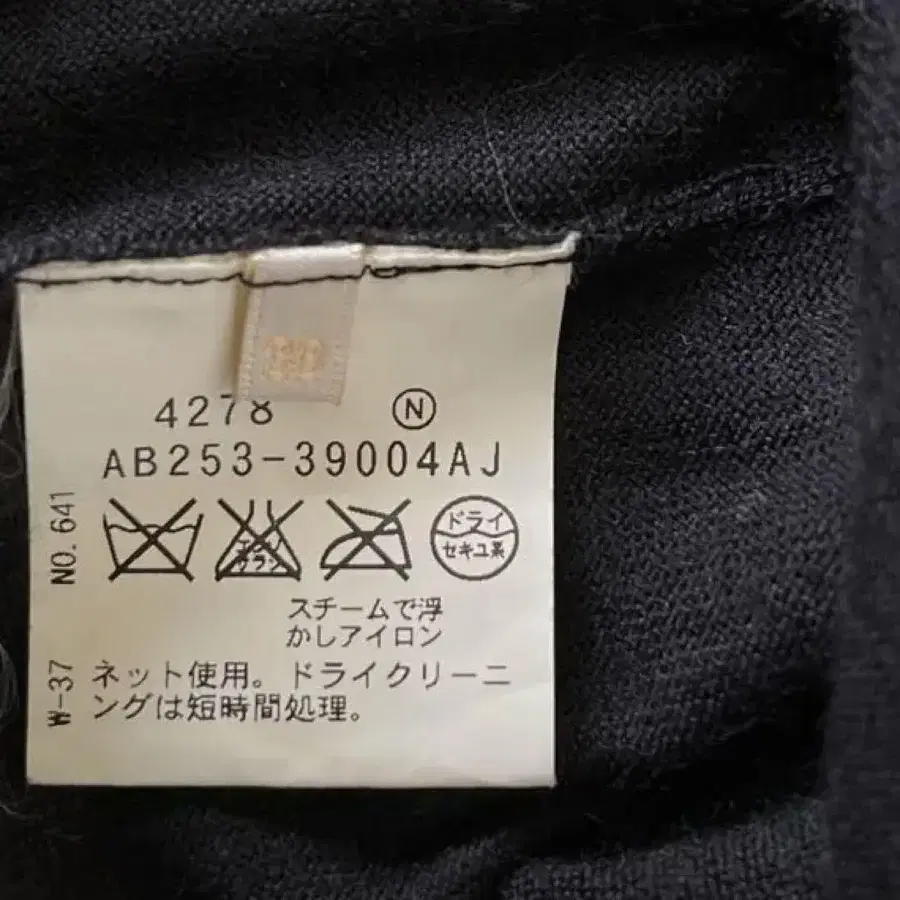 4278 Ⓝ
AB253-39004AJ
NO. 641
ドライ
セキユ系
スチームで浮
かしアイロン
W-37
ネット使用。ドライクリーニ
ングは短時間処理。